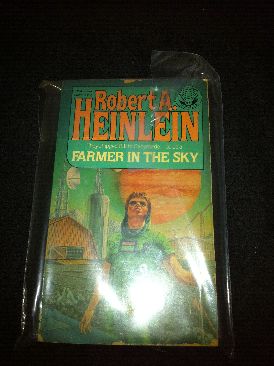 Robert A.
HEINLEIN
FARMER IN THE SKY